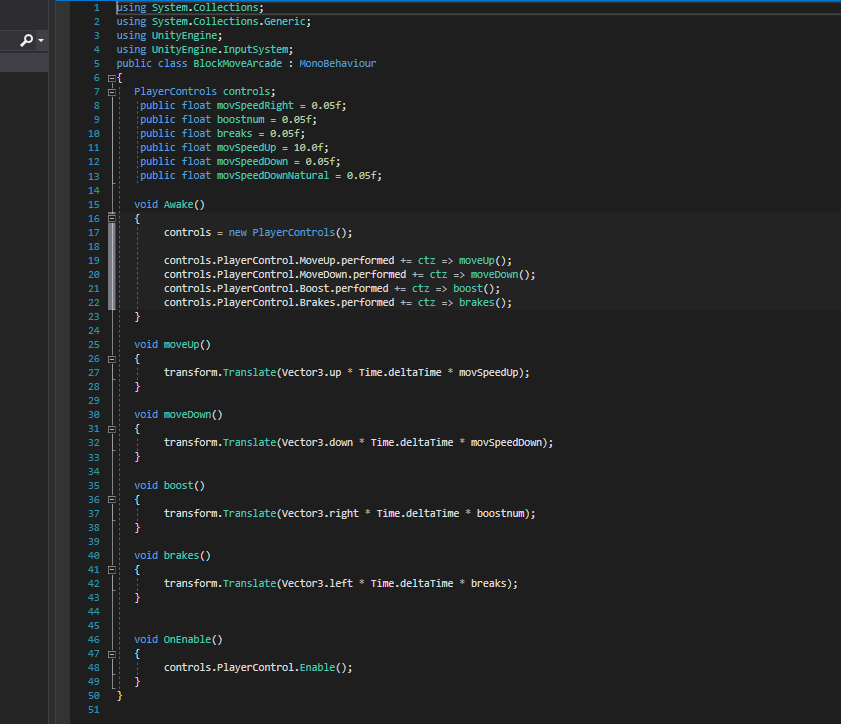 1 using System.Collections;
2 using System.Collections.Generic;
3 using UnityEngine;
4 using UnityEngine.InputSystem;
5 public class BlockMoveArcade : MonoBehaviour
6 {
7 PlayerControls controls;
8 public float movSpeedRight = 0.05f;
9 public float boostnum = 0.05f;
10 public float breaks = 0.05f;
11 public float movSpeedUp = 10.0f;
12 public float movSpeedDown = 0.05f;
13 public float movSpeedDownNatural = 0.05f;
14
15 void Awake()
16 {
17 controls = new PlayerControls();
18
19 controls.PlayerControl.MoveUp.performed += ctz => moveUp();
20 controls.PlayerControl.MoveDown.performed += ctz => moveDown();
21 controls.PlayerControl.Boost.performed += ctz => boost();
22 controls.PlayerControl.Brakes.performed += ctz => brakes();
23 }
24
25 void moveUp()
26 {
27 transform.Translate(Vector3.up * Time.deltaTime * movSpeedUp);
28 }
29
30 void moveDown()
31 {
32 transform.Translate(Vector3.down * Time.deltaTime * movSpeedDown);
33 }
34
35 void boost()
36 {
37 transform.Translate(Vector3.right * Time.deltaTime * boostnum);
38 }
39
40 void brakes()
41 {
42 transform.Translate(Vector3.left * Time.deltaTime * breaks);
43 }
44
45
46 void OnEnable()
47 {
48 controls.PlayerControl.Enable();
49 }
50 }
51